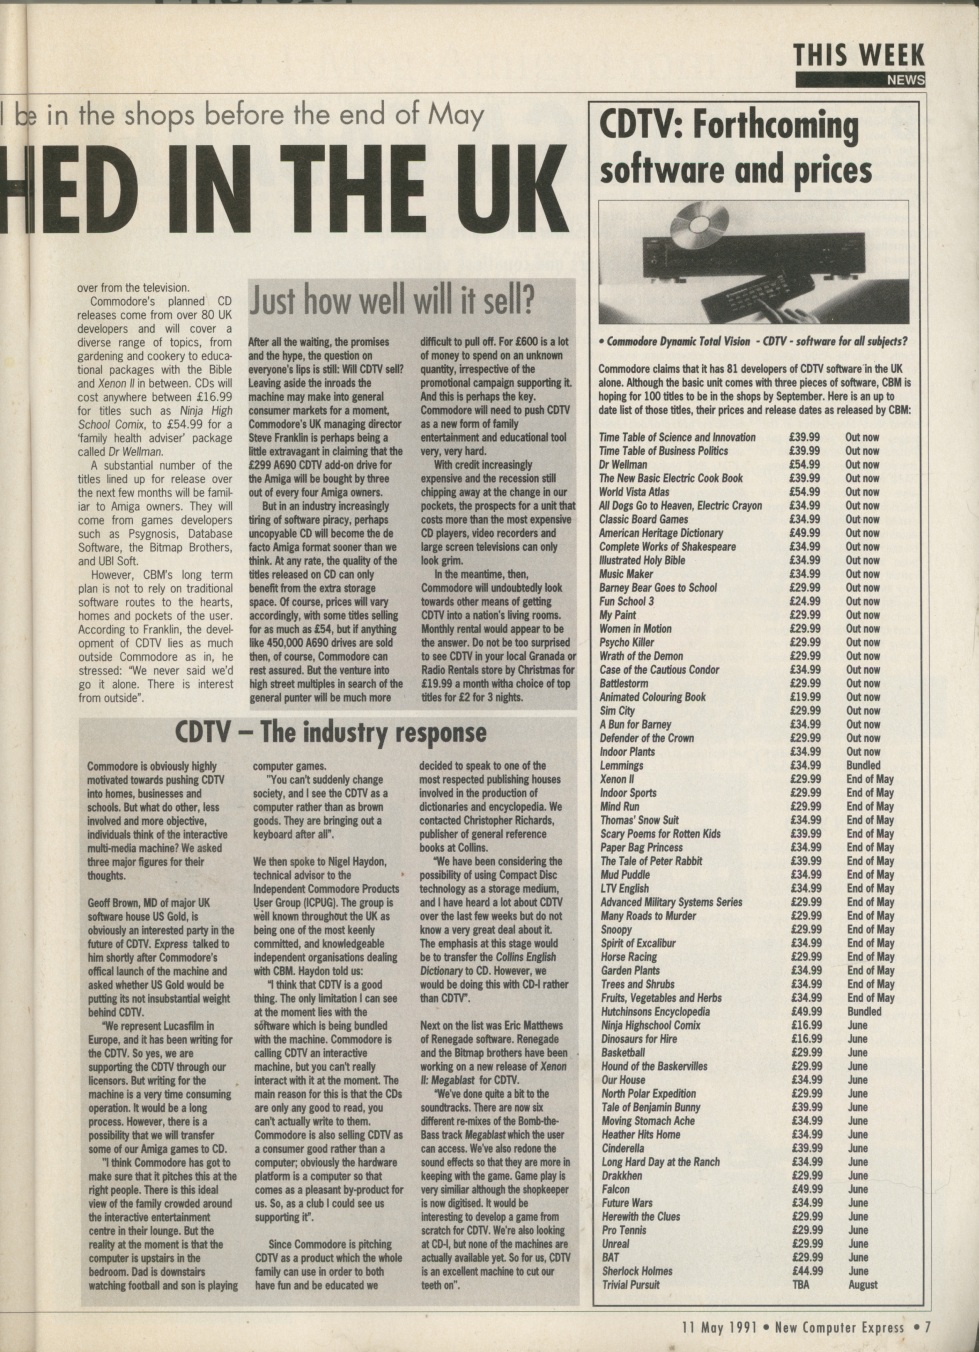 THIS WEEK
NEWS
l be in the shops before the end of May
HED IN THE UK
over from the television.
Commodore's planned CD
releases come from over 80 UK
developers and will cover a
diverse range of topics, from
gardening and cookery to educa-
tional packages with the Bible
and Xenon II in between. CDs will
cost anywhere between £16.99
for titles such as Ninja High
School Comix, to £54.99 for a
'family health adviser' package
called Dr Wellman.
A substantial number of the
titles lined up for release over
the next few months will be famil-
iar to Amiga owners. They will
come from games developers
such as Psygnosis, Database
Software, the Bitmap Brothers,
and UBI Soft.
However, CBM's long term
plan is not to rely on traditional
software routes to the hearts,
homes and pockets of the user.
According to Franklin, the devel-
opment of CDTV lies as much
outside Commodore as in, he
stressed: "We never said we'd
go it alone. There is interest
from outside".
Just how well will it sell?
After all the waiting, the promises
and the hype, the question on
everyone's lips is still: Will CDTV sell?
Leaving aside the inroads the
machine may make into general
consumer markets for a moment,
Commodore's UK managing director
Steve Franklin is perhaps being a
little extravagant in claiming that the
£299 A690 CDTV add-on drive for
the Amiga will be bought by three
out of every four Amiga owners.
But in an industry increasingly
tiring of software piracy, perhaps
uncopyable CD will become the de
facto Amiga format sooner than we
think. At any rate, the quality of the
titles released on CD can only
benefit from the extra storage
space. Of course, prices will vary
accordingly, with some titles selling
for as much as £54, but if anything
like 450,000 A690 drives are sold
then, of course, Commodore can
rest assured. But the venture into
high street multiples in search of the
general punter will be much more
difficult to pull off. For £600 is a lot
of money to spend on an unknown
quantity, irrespective of the
promotional campaign supporting it.
And this is perhaps the key.
Commodore will need to push CDTV
as a new form of family
entertainment and educational tool
very, very hard.
With credit increasingly
expensive and the recession still
chipping away at the change in our
pockets, the prospects for a unit that
costs more than the most expensive
CD players, video recorders and
large screen televisions can only
look grim.
In the meantime, then,
Commodore will undoubtedly look
towards other means of getting
CDTV into a nation's living rooms.
Monthly rental would appear to be
the answer. Do not be too surprised
to see CDTV in your local Granada or
Radio Rentals store by Christmas for
£19.99 a month witha choice of top
titles for £2 for 3 nights.
CDTV – The industry response
Commodore is obviously highly
motivated towards pushing CDTV
into homes, businesses and
schools. But what do other, less
involved and more objective,
individuals think of the interactive
multi-media machine? We asked
three major figures for their
thoughts.
Geoff Brown, MD of major UK
software house US Gold, is
obviously an interested party in the
future of CDTV. Express talked to
him shortly after Commodore's
offical launch of the machine and
asked whether US Gold would be
putting its not insubstantial weight
behind CDTV.
"We represent Lucasfilm in
Europe, and it has been writing for
the CDTV. So yes, we are
supporting the CDTV through our
licensors. But writing for the
machine is a very time consuming
operation. It would be a long
process. However, there is a
possibility that we will transfer
some of our Amiga games to CD.
"I think Commodore has got to
make sure that it pitches this at the
right people. There is this ideal
view of the family crowded around
the interactive entertainment
centre in their lounge. But the
reality at the moment is that the
computer is upstairs in the
bedroom. Dad is downstairs
watching football and son is playing
computer games.
"You can't suddenly change
society, and I see the CDTV as a
computer rather than as brown
goods. They are bringing out a
keyboard after all".
We then spoke to Nigel Haydon,
technical advisor to the
Independent Commodore Products
User Group (ICPUG). The group is
well known throughout the UK as
being one of the most keenly
committed, and knowledgeable
independent organisations dealing
with CBM. Haydon told us:
"I think that CDTV is a good
thing. The only limitation I can see
at the moment lies with the
software which is being bundled
with the machine. Commodore is
calling CDTV an interactive
machine, but you can't really
interact with it at the moment. The
main reason for this is that the CDs
are only any good to read, you
can't actually write to them.
Commodore is also selling CDTV as
a consumer good rather than a
computer; obviously the hardware
platform is a computer so that
comes as a pleasant by-product for
us. So, as a club I could see us
supporting it".
Since Commodore is pitching
CDTV as a product which the whole
family can use in order to both
have fun and be educated we
decided to speak to one of the
most respected publishing houses
involved in the production of
dictionaries and encyclopedia. We
contacted Christopher Richards,
publisher of general reference
books at Collins.
"We have been considering the
possibility of using Compact Disc
technology as a storage medium,
and I have heard a lot about CDTV
over the last few weeks but do not
know a very great deal about it.
The emphasis at this stage would
be to transfer the Collins English
Dictionary to CD. However, we
would be doing this with CD-I rather
than CDTV".
Next on the list was Eric Matthews
of Renegade software. Renegade
and the Bitmap brothers have been
working on a new release of Xenon
II: Megablast for CDTV.
"We've done quite a bit to the
soundtracks. There are now six
different re-mixes of the Bomb-the-
Bass track Megablast which the user
can access. We've also redone the
sound effects so that they are more in
keeping with the game. Game play is
very similiar although the shopkeeper
is now digitised. It would be
interesting to develop a game from
scratch for CDTV. We're also looking
at CD-I, but none of the machines are
actually available yet. So for us, CDTV
is an excellent machine to cut our
teeth on".
CDTV: Forthcoming
software and prices
• Commodore Dynamic Total Vision - CDTV - software for all subjects?
Commodore claims that it has 81 developers of CDTV software in the UK
alone. Although the basic unit comes with three pieces of software, CBM is
hoping for 100 titles to be in the shops by September. Here is an up to
date list of those titles, their prices and release dates as released by CBM:
Time Table of Science and Innovation £39.99 Out now
Time Table of Business Politics £39.99 Out now
Dr Wellman £54.99 Out now
The New Basic Electric Cook Book £39.99 Out now
World Vista Atlas £54.99 Out now
All Dogs Go to Heaven, Electric Crayon £34.99 Out now
Classic Board Games £34.99 Out now
American Heritage Dictionary £49.99 Out now
Complete Works of Shakespeare £34.99 Out now
Illustrated Holy Bible £34.99 Out now
Music Maker £34.99 Out now
Barney Bear Goes to School £29.99 Out now
Fun School 3 £24.99 Out now
My Paint £29.99 Out now
Women in Motion £29.99 Out now
Psycho Killer £29.99 Out now
Wrath of the Demon £29.99 Out now
Case of the Cautious Condor £34.99 Out now
Battlestorm £29.99 Out now
Animated Colouring Book £19.99 Out now
Sim City £29.99 Out now
A Bun for Barney £34.99 Out now
Defender of the Crown £29.99 Out now
Indoor Plants £34.99 Out now
Lemmings £34.99 Bundled
Xenon II £29.99 End of May
Indoor Sports £29.99 End of May
Mind Run £29.99 End of May
Thomas' Snow Suit £34.99 End of May
Scary Poems for Rotten Kids £39.99 End of May
Paper Bag Princess £34.99 End of May
The Tale of Peter Rabbit £39.99 End of May
Mud Puddle £34.99 End of May
LTV English £34.99 End of May
Advanced Military Systems Series £29.99 End of May
Many Roads to Murder £29.99 End of May
Snoopy £29.99 End of May
Spirit of Excalibur £34.99 End of May
Horse Racing £29.99 End of May
Garden Plants £34.99 End of May
Trees and Shrubs £34.99 End of May
Fruits, Vegetables and Herbs £34.99 End of May
Hutchinsons Encyclopedia £49.99 Bundled
Ninja Highschool Comix £16.99 June
Dinosaurs for Hire £16.99 June
Basketball £29.99 June
Hound of the Baskervilles £29.99 June
Our House £34.99 June
North Polar Expedition £29.99 June
Tale of Benjamin Bunny £39.99 June
Moving Stomach Ache £34.99 June
Heather Hits Home £34.99 June
Cinderella £39.99 June
Long Hard Day at the Ranch £34.99 June
Drakkhen £29.99 June
Falcon £49.99 June
Future Wars £34.99 June
Herewith the Clues £29.99 June
Pro Tennis £29.99 June
Unreal £29.99 June
BAT £29.99 June
Sherlock Holmes £44.99 June
Trivial Pursuit TBA August
11 May 1991 • New Computer Express • 7